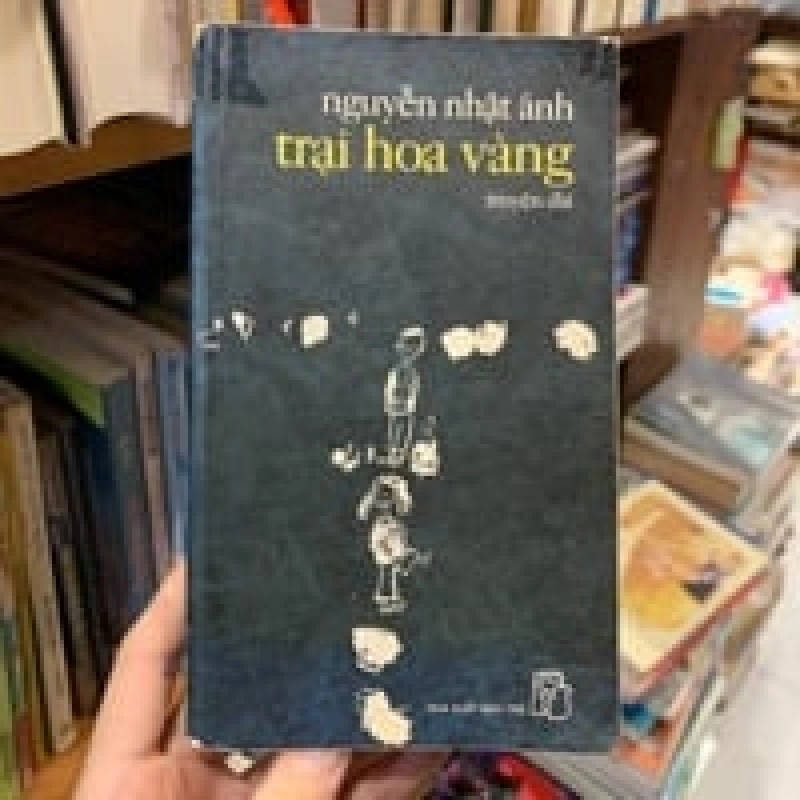 nguyễn nhật ánh
trại hoa vàng
truyện dài